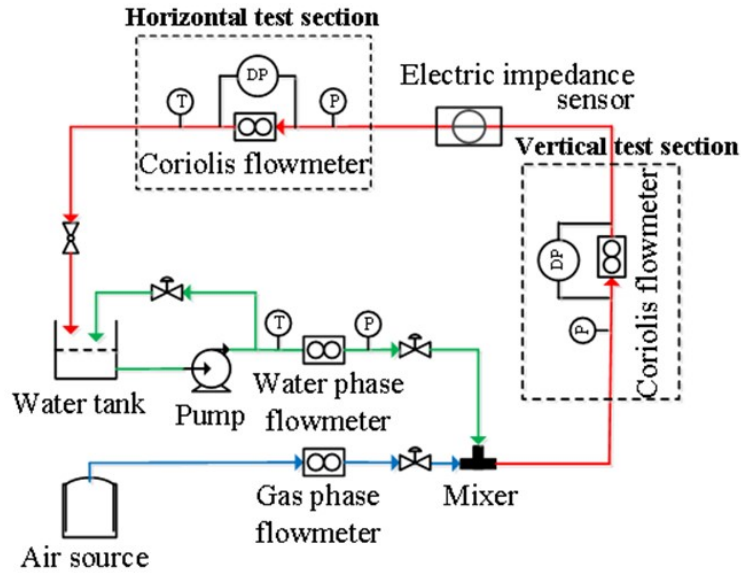 Horizontal test section
DP
T
P
Coriolis flowmeter
Electric impedance
sensor
Vertical test section
DP
P
Coriolis flowmeter
T
P
Water tank
Pump
Water phase
flowmeter
Gas phase
flowmeter
Mixer
Air source